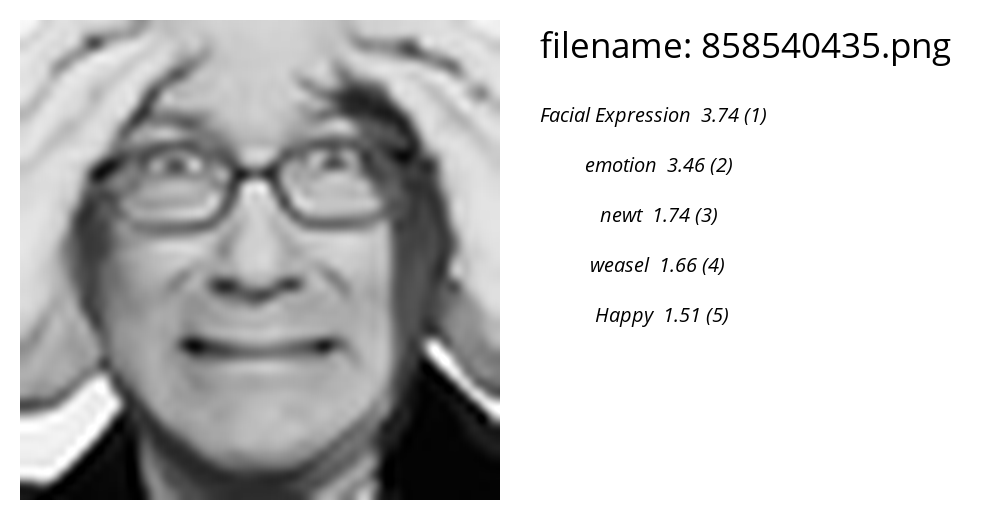 filename: 858540435.png
Facial Expression 3.74 (1)
emotion 3.46 (2)
newt 1.74 (3)
weasel 1.66 (4)
Happy 1.51 (5)